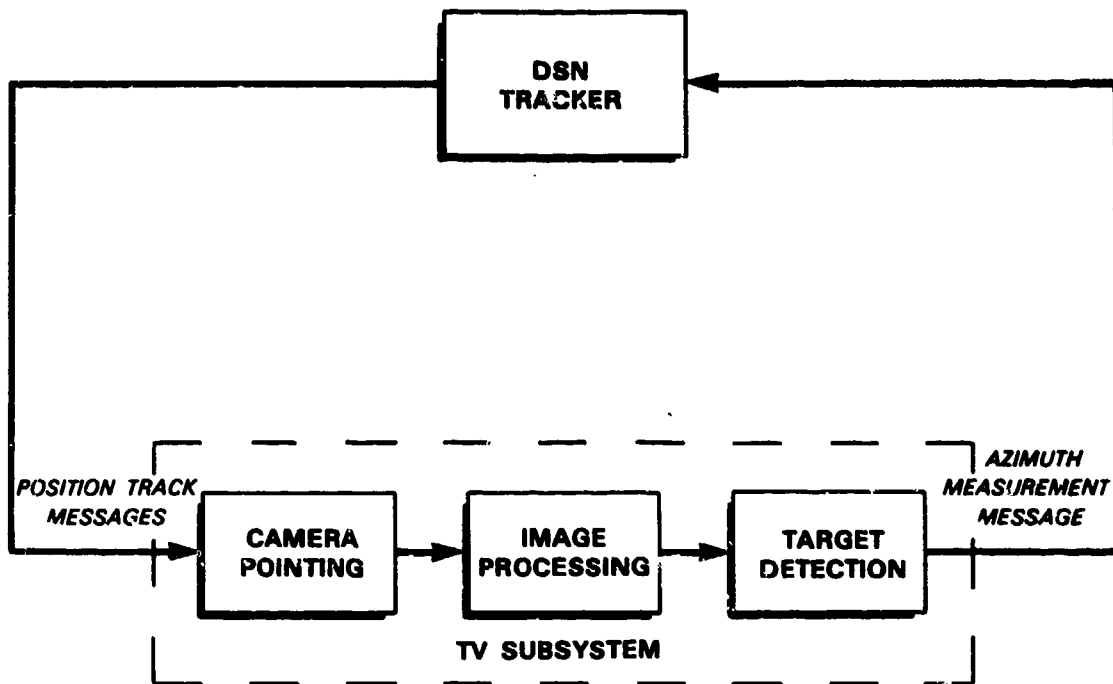 DSN
TRACKER
POSITION TRACK
MESSAGES
AZIMUTH
MEASUREMENT
MESSAGE
CAMERA
POINTING
IMAGE
PROCESSING
TARGET
DETECTION
TV SUBSYSTEM